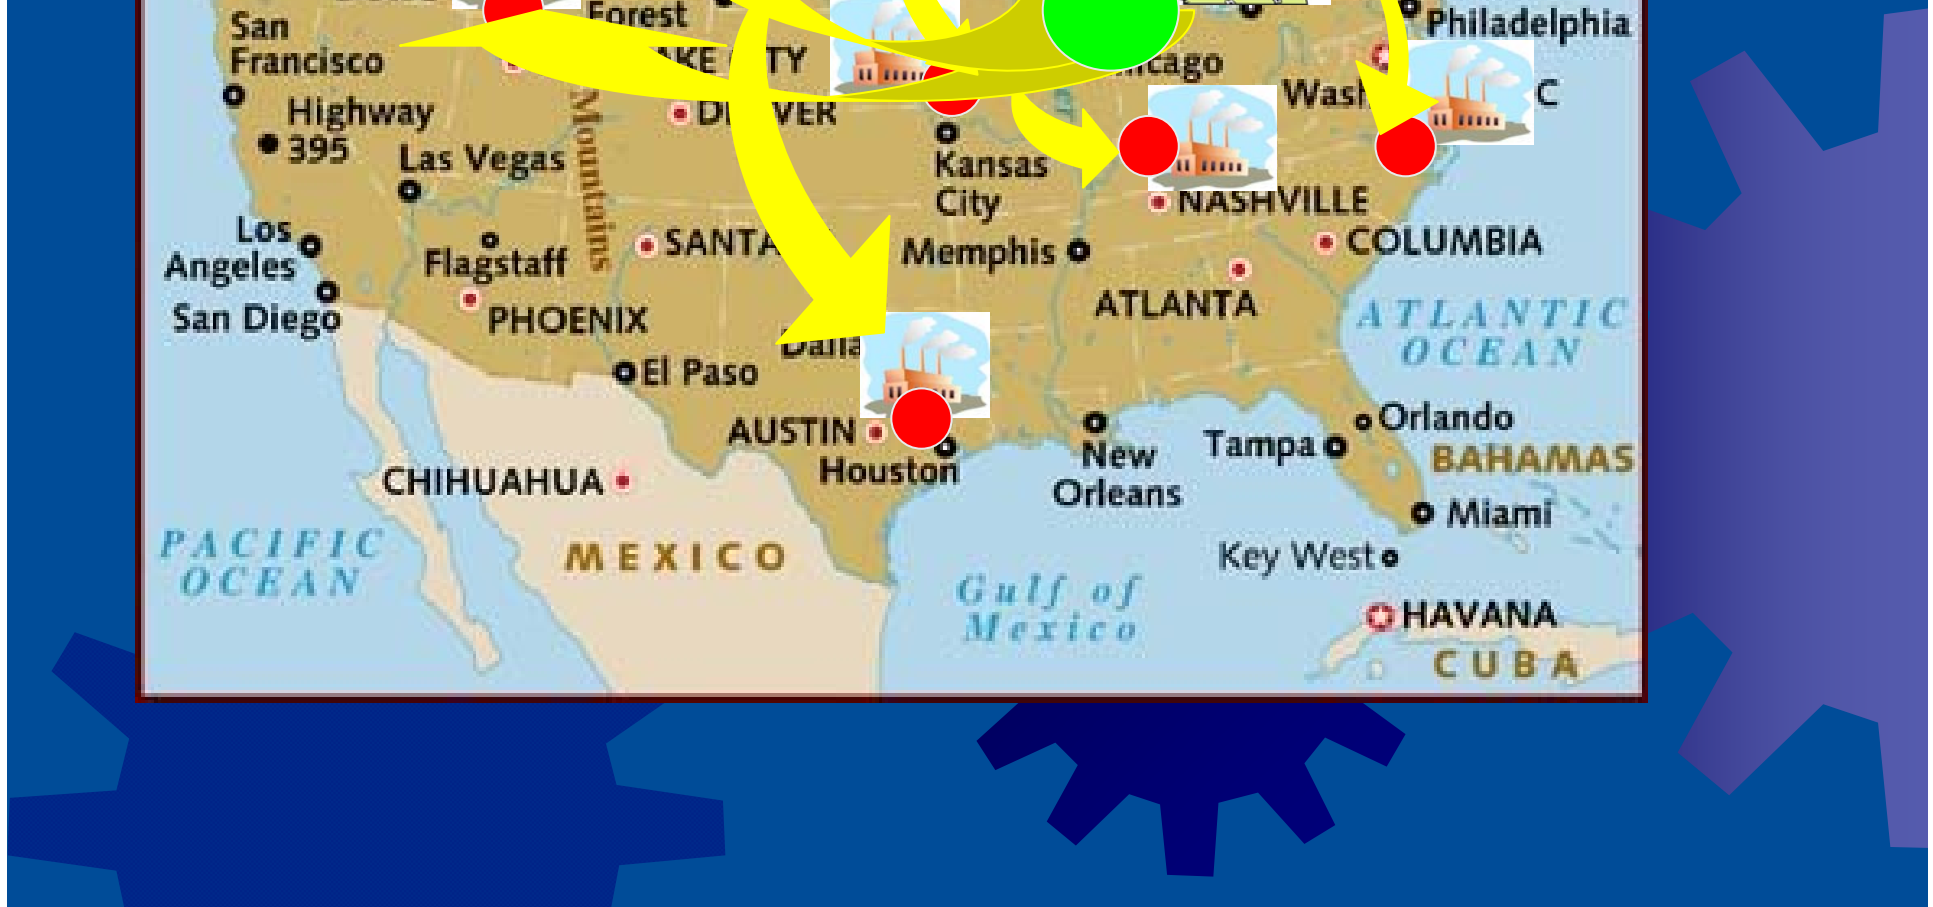 Forest
San
Francisco
Philadelphia
Highway
395
Las Vegas
Mountains
Kansas
City
NASHVILLE
Los
Angeles
Flagstaff
Memphis
COLUMBIA
San Diego
PHOENIX
ATLANTA
ATLANTIC
OCEAN
El Paso
AUSTIN
Houston
New
Orleans
Tampa
Orlando
BAHAMAS
CHIHUAHUA
Miami
PACIFIC
OCEAN
MEXICO
Key West
Gulf of
Mexico
HAVANA
CUBA